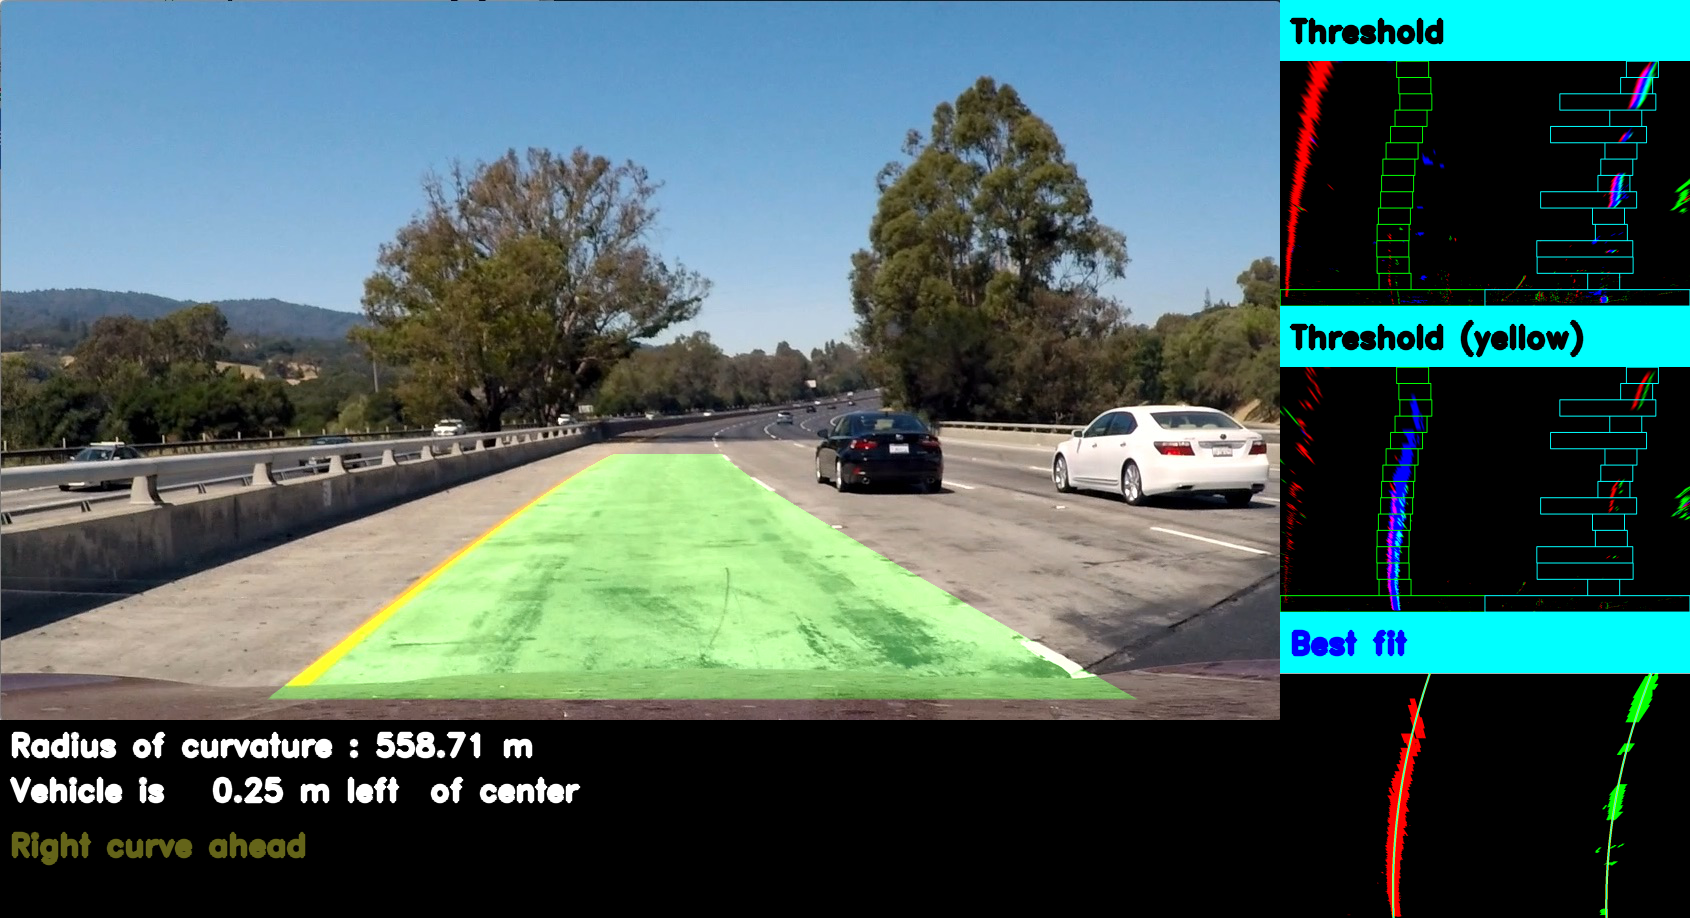 Threshold
Threshold (yellow)
Best fit
Radius of curvature : 558.71 m
Vehicle is 0.25 m left of center
Right curve ahead